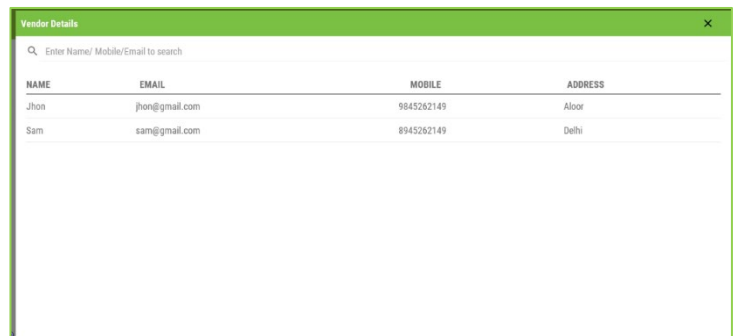 Vendor Details
Enter Name/ Mobile/Email to search
NAME EMAIL MOBILE ADDRESS
Jhon jhon@gmail.com 9845262149 Aloor
Sam sam@gmail.com 8945262149 Delhi